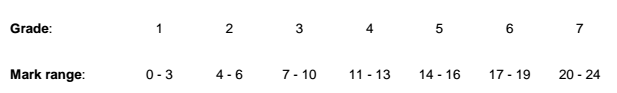 Grade: 1 2 3 4 5 6 7
Mark range: 0 - 3 4 - 6 7 - 10 11 - 13 14 - 16 17 - 19 20 - 24